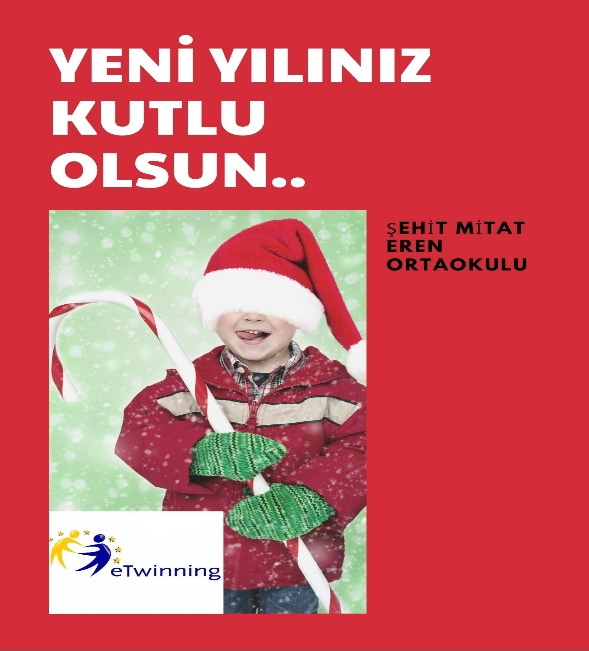 YENİ YILINIZ
KUTLU
OLSUN..
ŞEHİT MİTAT
EREN
ORTAOKULU
eTwinning